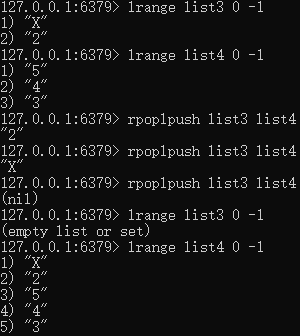 127.0.0.1:6379> lrange list3 0 -1
1) "X"
2) "2"
127.0.0.1:6379> lrange list4 0 -1
1) "5"
2) "4"
3) "3"
127.0.0.1:6379> rpoplpush list3 list4
"2"
127.0.0.1:6379> rpoplpush list3 list4
"X"
127.0.0.1:6379> rpoplpush list3 list4
(nil)
127.0.0.1:6379> lrange list3 0 -1
(empty list or set)
127.0.0.1:6379> lrange list4 0 -1
1) "X"
2) "2"
3) "5"
4) "4"
5) "3"